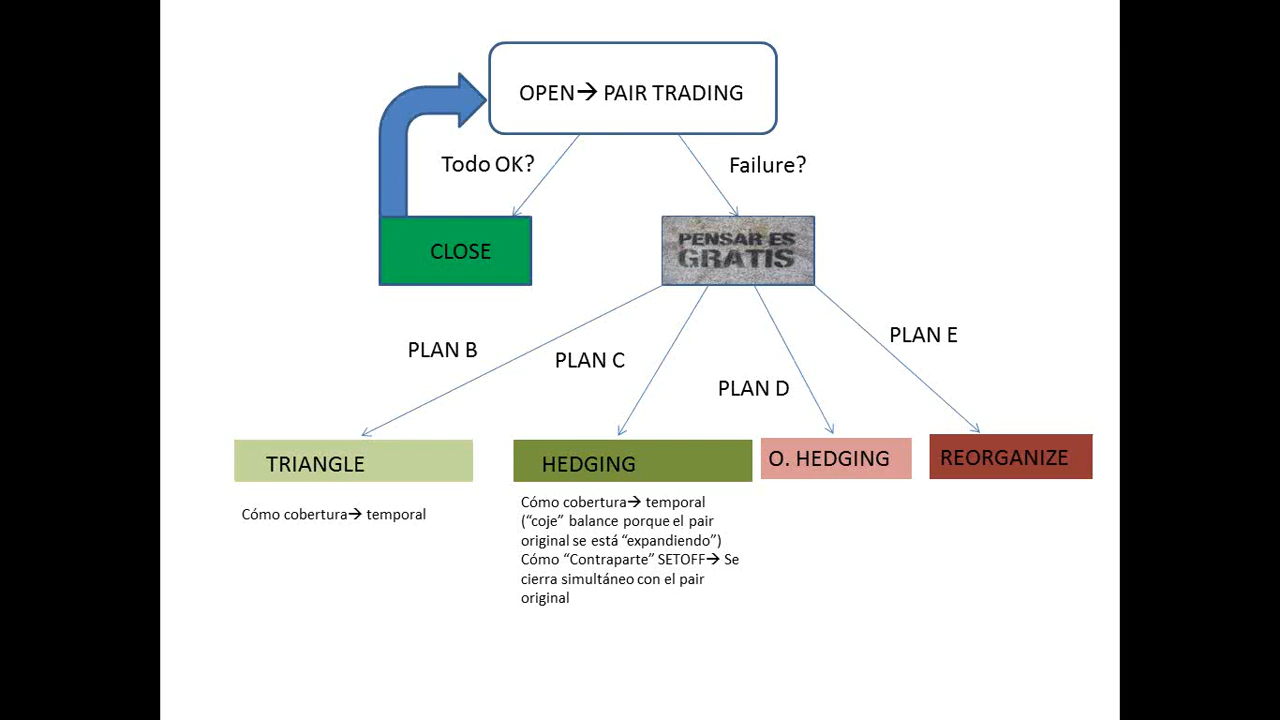 OPEN→ PAIR TRADING
Todo OK?
Failure?
CLOSE
PENSAR ES
GRATIS
PLAN B
PLAN C
PLAN D
PLAN E
TRIANGLE
HEDGING
O. HEDGING
REORGANIZE
Cómo cobertura→ temporal
Cómo cobertura→ temporal
(“coje” balance porque el pair
original se está “expandiendo”)
Cómo “Contraparte” SETOFF→ Se
cierra simultáneo con el pair
original